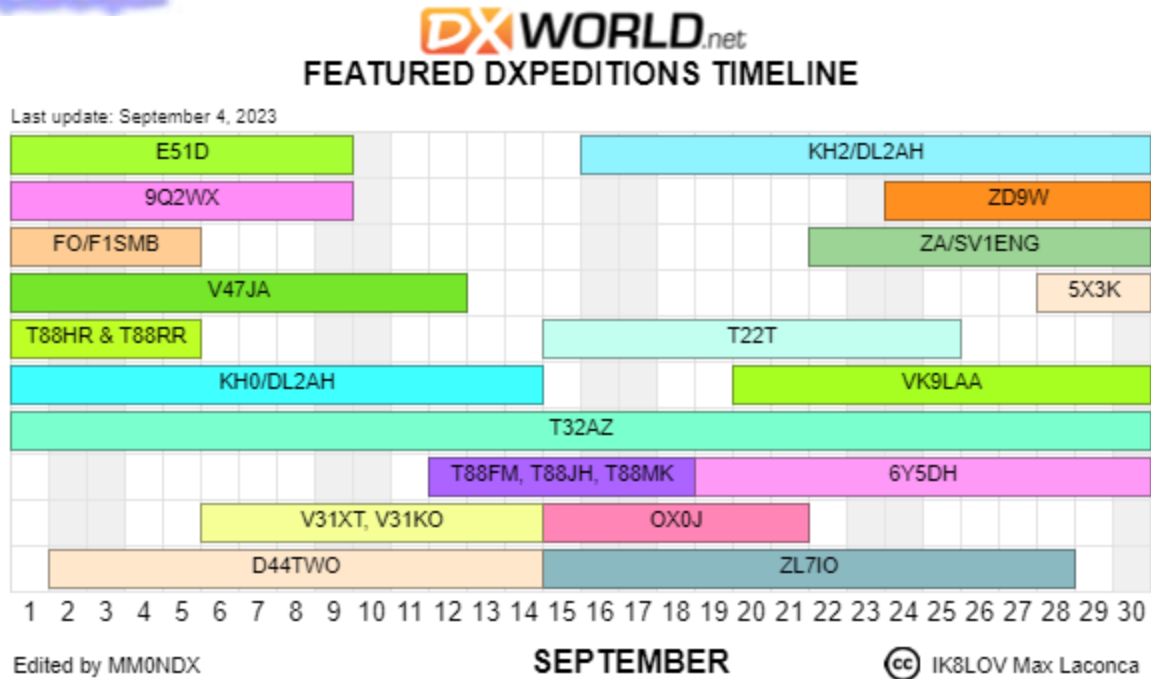 DX WORLD.net
FEATURED DXPEDITIONS TIMELINE
Last update: September 4, 2023
E51D KH2/DL2AH
9Q2WX ZD9W
FO/F1SMB ZA/SV1ENG
V47JA 5X3K
T88HR & T88RR T22T
KH0/DL2AH VK9LAA
T32AZ
T88FM, T88JH, T88MK 6Y5DH
V31XT, V31KO OX0J
D44TWO ZL7IO
1 2 3 4 5 6 7 8 9 10 11 12 13 14 15 16 17 18 19 20 21 22 23 24 25 26 27 28 29 30
Edited by MM0NDX SEPTEMBER cc IK8LOV Max Laconca